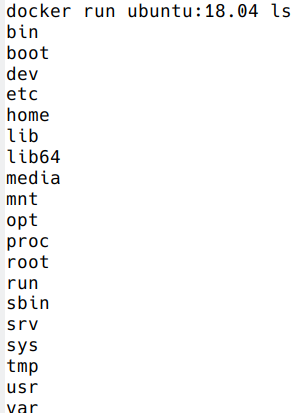 docker run ubuntu:18.04 ls
bin
boot
dev
etc
home
lib
lib64
media
mnt
opt
proc
root
run
sbin
srv
sys
tmp
usr
var